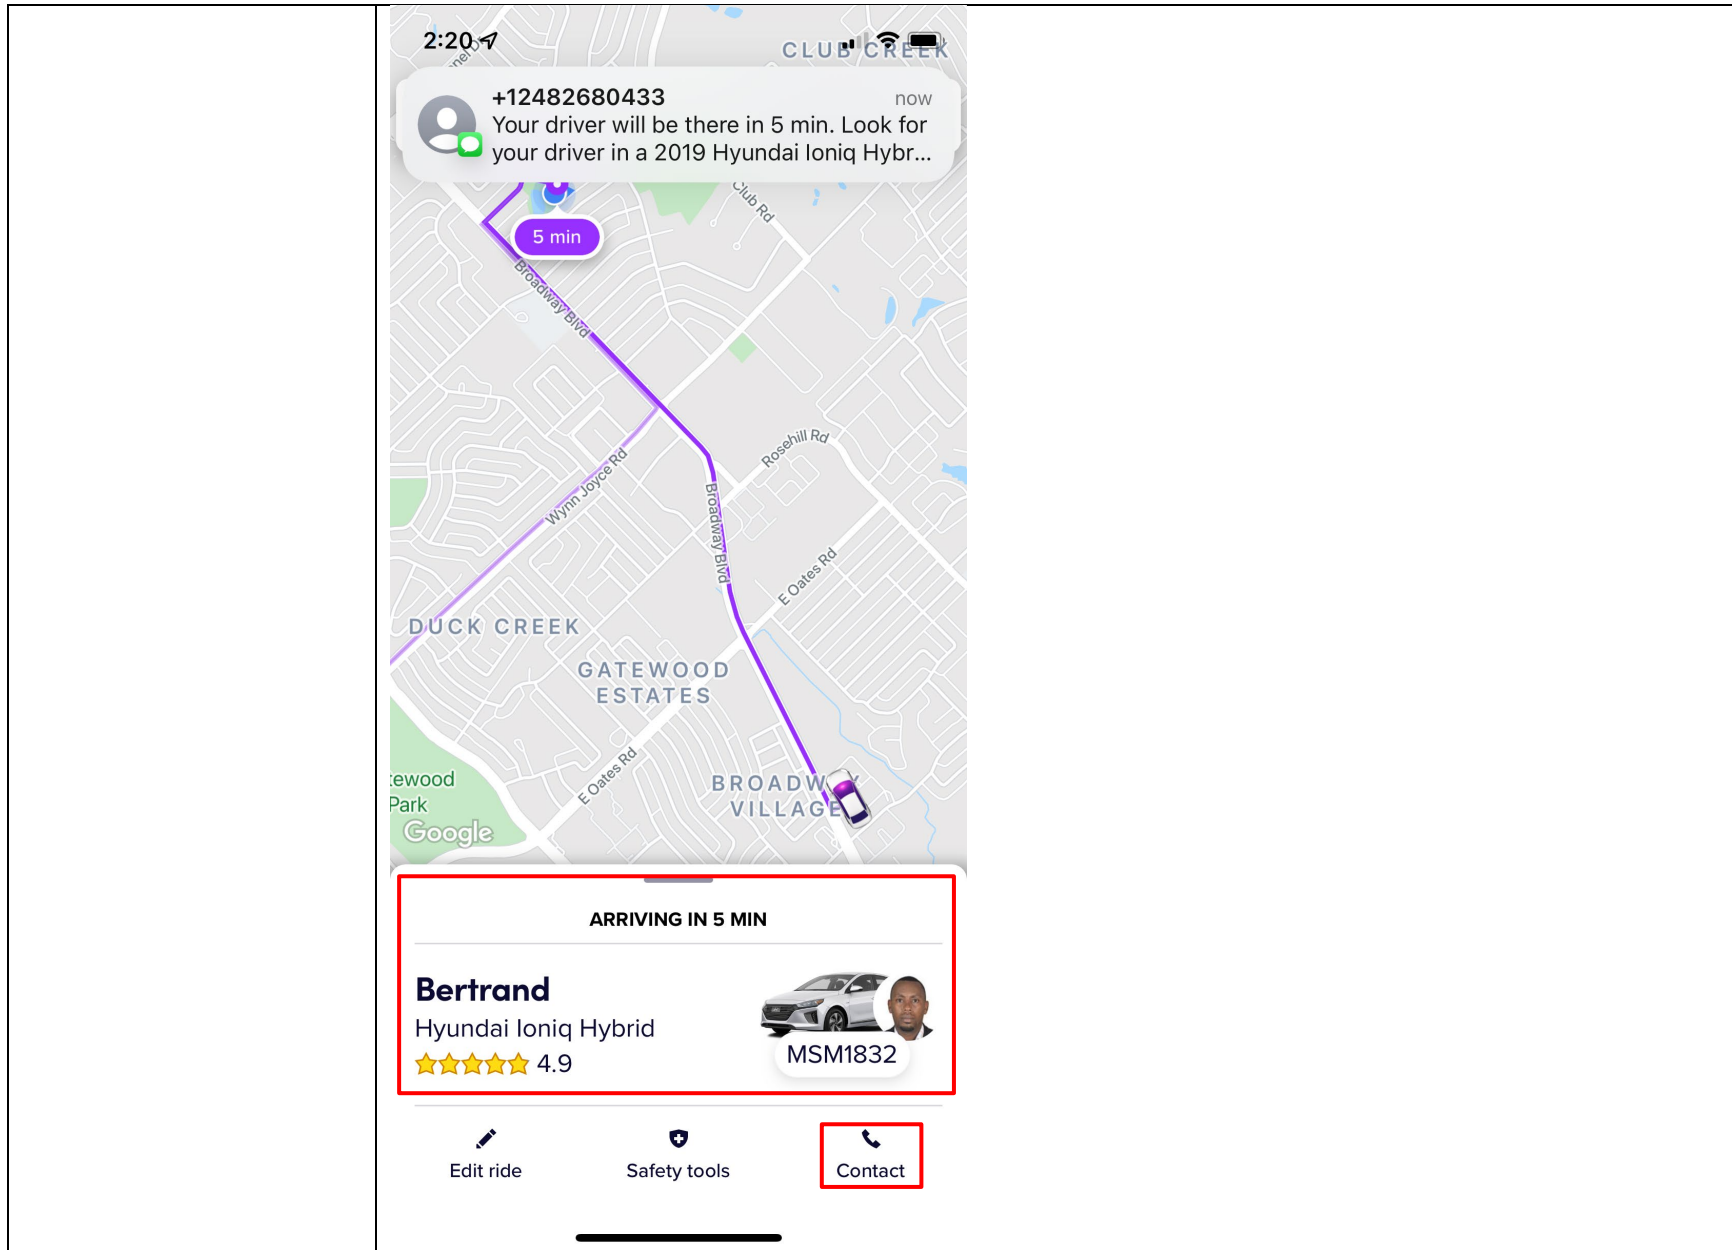 2:20
CLUB CREEK
+12482680433
now
Your driver will be there in 5 min. Look for
your driver in a 2019 Hyundai Ioniq Hybr...
Club Rd
5 min
Broadway Blvd
Rosehill Rd
Wynn Joyce Rd
Broadway Blvd
E Oates Rd
DUCK CREEK
GATEWOOD
ESTATES
E Oates Rd
BROADW
VILLAGE
tewood
Park
Google
ARRIVING IN 5 MIN
Bertrand
Hyundai Ioniq Hybrid
4.9
MSM1832
Edit ride
Safety tools
Contact